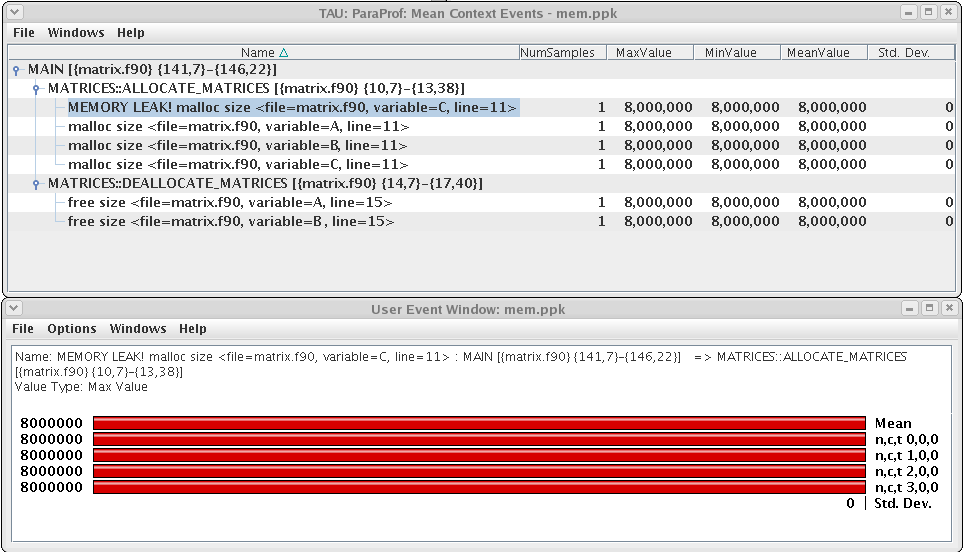 TAU: ParaProf: Mean Context Events - mem.ppk
File Windows Help
Name NumSamples MaxValue MinValue MeanValue Std. Dev.
MAIN [{matrix.f90} {141,7}-{146,22}]
MATRICES::ALLOCATE_MATRICES [{matrix.f90} {10,7}-{13,38}]
MEMORY LEAK! malloc size <file=matrix.f90, variable=C, line=11> 1 8,000,000 8,000,000 8,000,000 0
malloc size <file=matrix.f90, variable=A, line=11> 1 8,000,000 8,000,000 8,000,000 0
malloc size <file=matrix.f90, variable=B, line=11> 1 8,000,000 8,000,000 8,000,000 0
malloc size <file=matrix.f90, variable=C, line=11> 1 8,000,000 8,000,000 8,000,000 0
MATRICES::DEALLOCATE_MATRICES [{matrix.f90} {14,7}-{17,40}]
free size <file=matrix.f90, variable=A, line=15> 1 8,000,000 8,000,000 8,000,000 0
free size <file=matrix.f90, variable=B, line=15> 1 8,000,000 8,000,000 8,000,000 0
User Event Window: mem.ppk
File Options Windows Help
Name: MEMORY LEAK! malloc size <file=matrix.f90, variable=C, line=11> : MAIN [{matrix.f90} {141,7}-{146,22}] => MATRICES::ALLOCATE_MATRICES
[{matrix.f90} {10,7}-{13,38}]
Value Type: Max Value
8000000 Mean
8000000 n,c,t 0,0,0
8000000 n,c,t 1,0,0
8000000 n,c,t 2,0,0
8000000 n,c,t 3,0,0
0 Std. Dev.